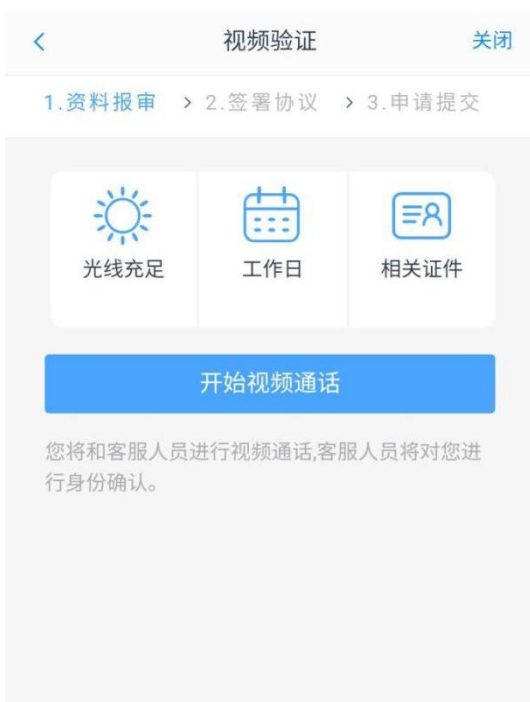 视频验证 关闭
1.资料报审 > 2.签署协议 > 3.申请提交
光线充足 工作日 相关证件
开始视频通话
您将和客服人员进行视频通话,客服人员将对您进
行身份确认。